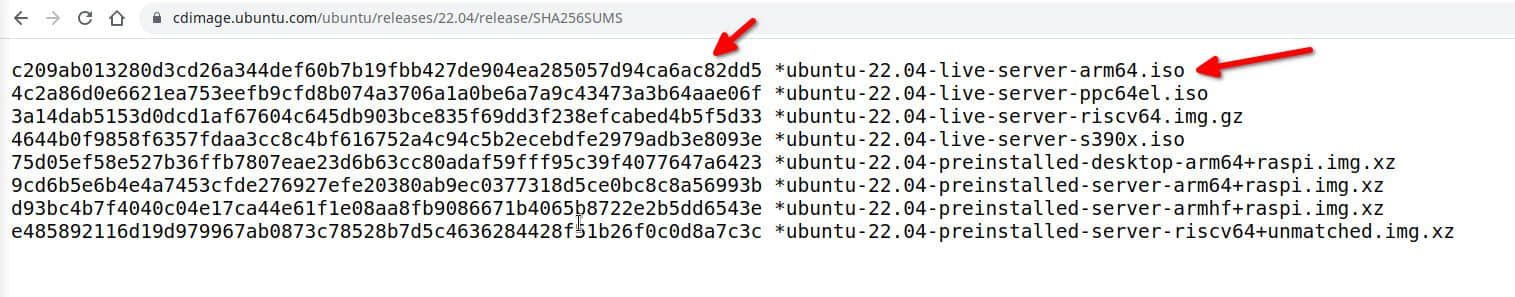 cdimage.ubuntu.com/ubuntu/releases/22.04/release/SHA256SUMS
c209ab013280d3cd26a344def60b7b19fbb427de904ea285057d94ca6ac82dd5 *ubuntu-22.04-live-server-arm64.iso
4c2a86d0e6621ea753eefb9cfd8b074a3706a1a0be6a7a9c43473a3b64aae06f *ubuntu-22.04-live-server-ppc64el.iso
3a14dab5153d0dcd1af67604c645db903bce835f69dd3f238efcabed4b5f5d33 *ubuntu-22.04-live-server-riscv64.img.gz
4644b0f9858f6357fdaa3cc8c4bf616752a4c94c5b2ecebdfe2979adb3e8093e *ubuntu-22.04-live-server-s390x.iso
75d05ef58e527b36ffb7807eae23d6b63cc80adaf59fff95c39f4077647a6423 *ubuntu-22.04-preinstalled-desktop-arm64+raspi.img.xz
9cd6b5e6b4e4a7453cfde276927efe20380ab9ec0377318d5ce0bc8c8a56993b *ubuntu-22.04-preinstalled-server-arm64+raspi.img.xz
d93bc4b7f4040c04e17ca44e61f1e08aa8fb9086671b4065b8722e2b5dd6543e *ubuntu-22.04-preinstalled-server-armhf+raspi.img.xz
e485892116d19d979967ab0873c78528b7d5c4636284428f51b26f0c0d8a7c3c *ubuntu-22.04-preinstalled-server-riscv64+unmatched.img.xz